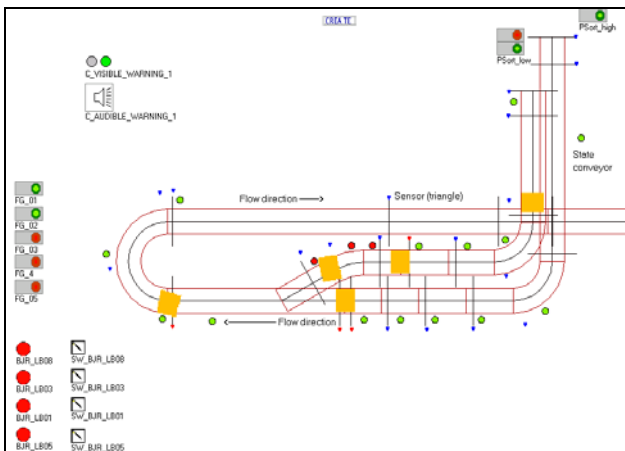 CREATE
PSort_high
PSort_low
C_VISIBLE_WARNING_1
C_AUDIBLE_WARNING_1
State
conveyor
FG_01
FG_02
FG_03
FG_4
FG_05
Flow direction
Sensor (triangle)
Flow direction
BJR_LB08
SW_BJR_LB08
BJR_LB03
SW_BJR_LB03
BJR_LB01
SW_BJR_LB01
BJR_LB05
SW_BJR_LB05